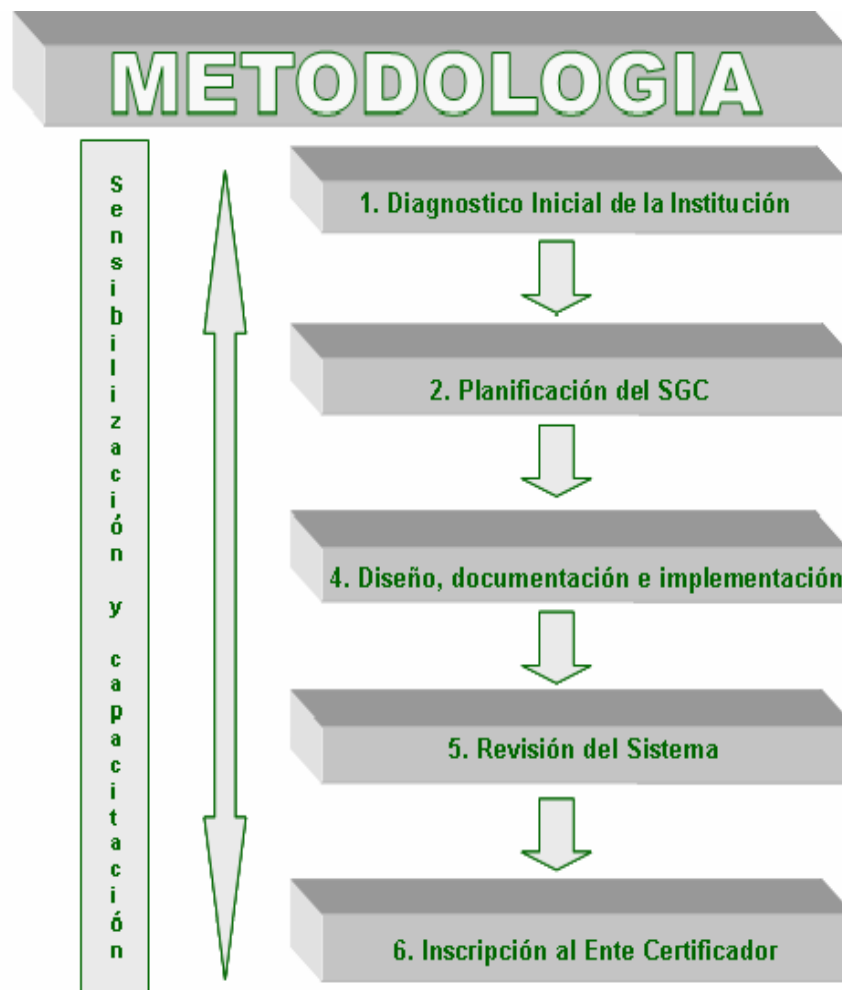 METODOLOGIA
Sensibilización y capacitación
1. Diagnostico Inicial de la Institución
2. Planificación del SGC
4. Diseño, documentación e implementación
5. Revisión del Sistema
6. Inscripción al Ente Certificador